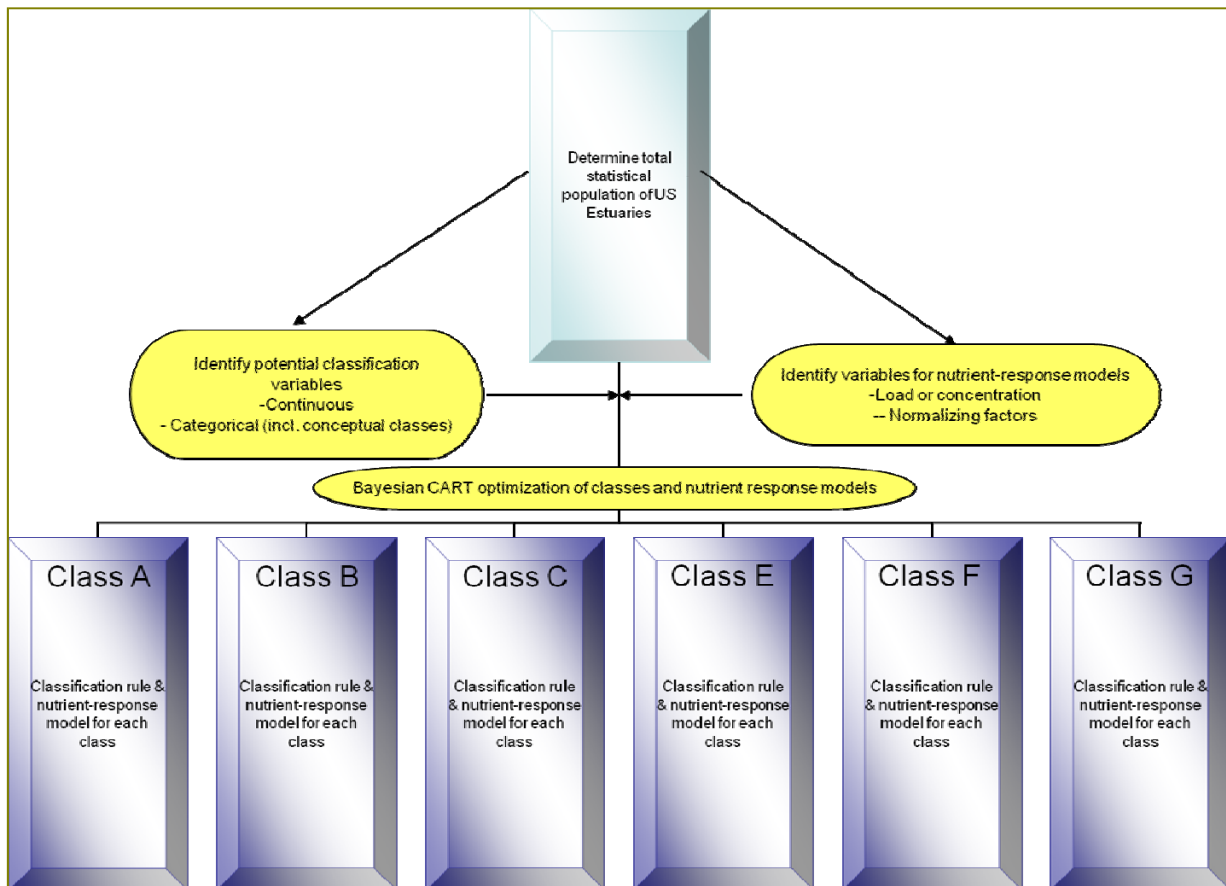 Determine total
statistical
population of US
Estuaries
Identify potential classification
variables
-Continuous
- Categorical (incl. conceptual classes)
Identify variables for nutrient-response models
-Load or concentration
-- Normalizing factors
Bayesian CART optimization of classes and nutrient response models
Class A
Classification rule &
nutrient-response
model for each
class
Class B
Classification rule &
nutrient-response
model for each
class
Class C
Classification rule
& nutrient-response
model for each
class
Class E
Classification rule
& nutrient-response
model for each
class
Class F
Classification rule
& nutrient-response
model for each
class
Class G
Classification rule
& nutrient-response
model for each
class